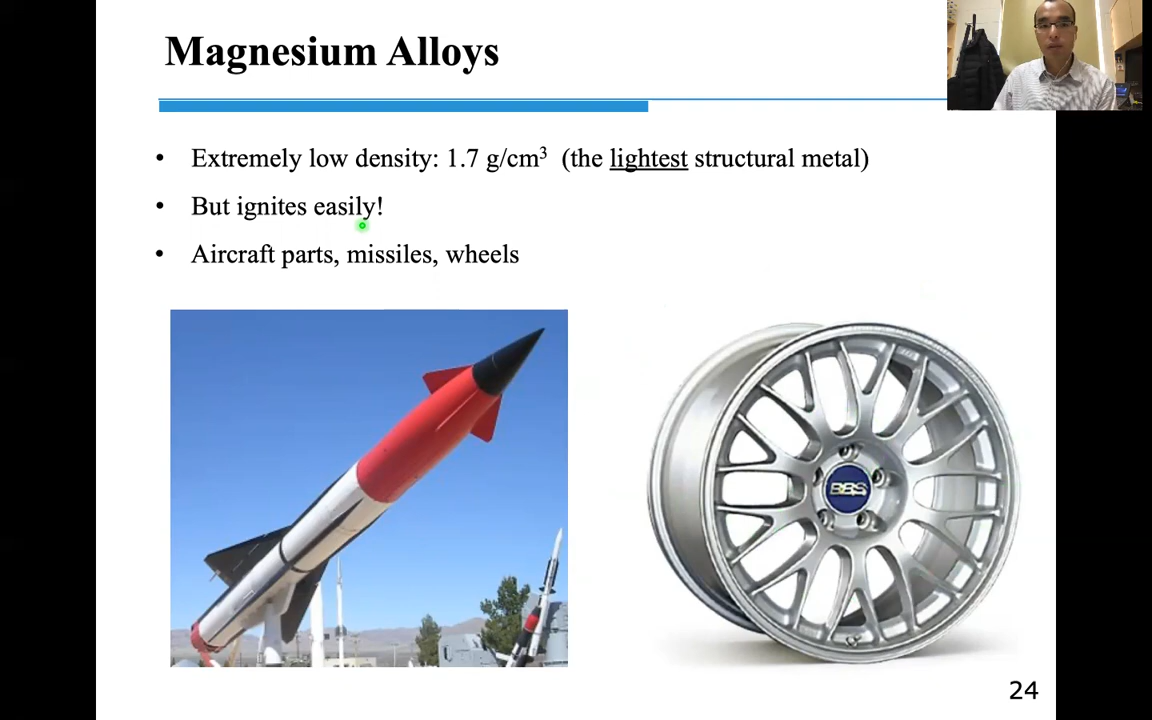 Magnesium Alloys
• Extremely low density: 1.7 g/cm³ (the lightest structural metal)
• But ignites easily!
• Aircraft parts, missiles, wheels
BBS
24